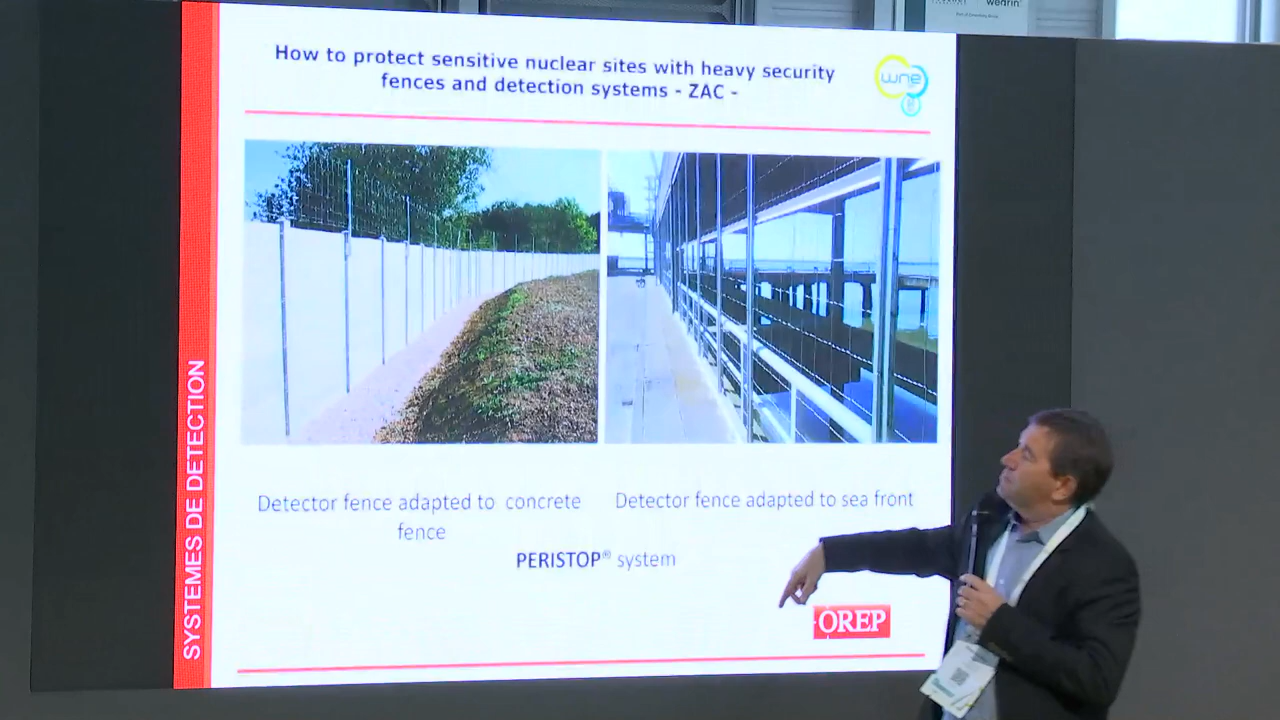 wearin'
How to protect sensitive nuclear sites with heavy security
fences and detection systems - ZAC -
wne
SYSTEMES DE DETECTION
Detector fence adapted to concrete
fence
Detector fence adapted to sea front
PERISTOP® system
OREP